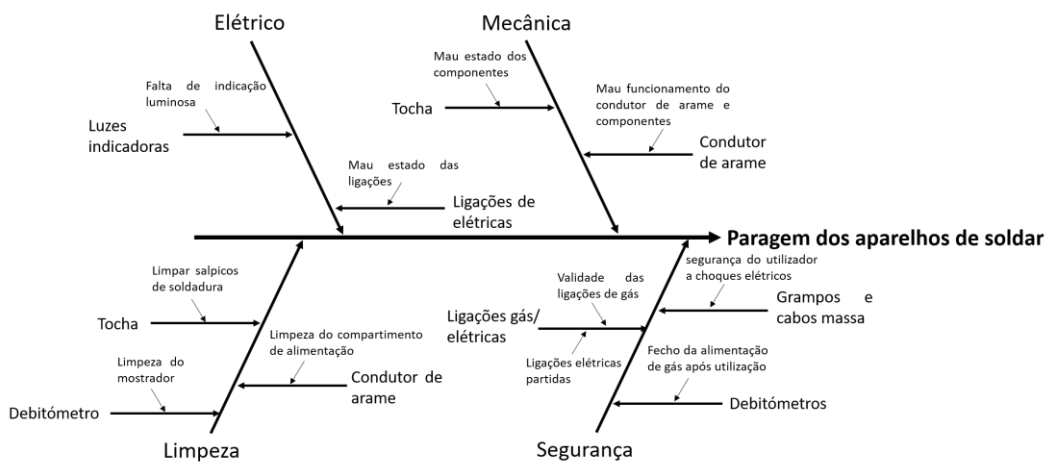 Elétrico
Mecânica
Falta de indicação
luminosa
Luzes
indicadoras
Mau estado das
ligações
Ligações de
elétricas
Mau estado dos
componentes
Tocha
Mau funcionamento do
condutor de arame e
componentes
Condutor
de arame
Paragem dos aparelhos de soldar
Limpar salpicos
de soldadura
Tocha
Limpeza do
mostrador
Debitómetro
Limpeza do compartimento
de alimentação
Condutor de
arame
Limpeza
Validade das
ligações de gás
Ligações gás/
elétricas
Ligações elétricas
partidas
segurança do utilizador
a choques elétricos
Grampos e
cabos massa
Fecho da alimentação
de gás após utilização
Debitómetros
Segurança